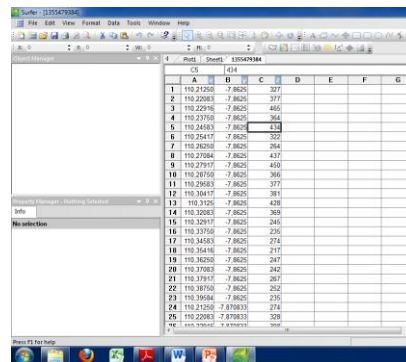 Surfer - [1355479384]
File Edit View Format Data Tools Window Help
Object Manager
Plot1 Sheet1 1355479384
C5 434
A B C D E F G
1 110,21250 -7,8625 327
2 110,22083 -7,8625 377
3 110,22916 -7,8625 465
4 110,23750 -7,8625 364
5 110,24583 -7,8625 434
6 110,25417 -7,8625 322
7 110,26250 -7,8625 264
8 110,27084 -7,8625 437
9 110,27917 -7,8625 450
10 110,28750 -7,8625 366
11 110,29583 -7,8625 377
12 110,30417 -7,8625 381
13 110,3125 -7,8625 428
14 110,32083 -7,8625 369
15 110,32917 -7,8625 245
16 110,33750 -7,8625 235
17 110,34583 -7,8625 274
18 110,35416 -7,8625 217
19 110,36250 -7,8625 247
20 110,37083 -7,8625 242
21 110,37917 -7,8625 267
22 110,38750 -7,8625 252
23 110,39584 -7,8625 235
24 110,21250 -7,870833 274
25 110,22083 -7,870833 328
Property Manager - Nothing Selected
Info
No selection
Press F1 for help